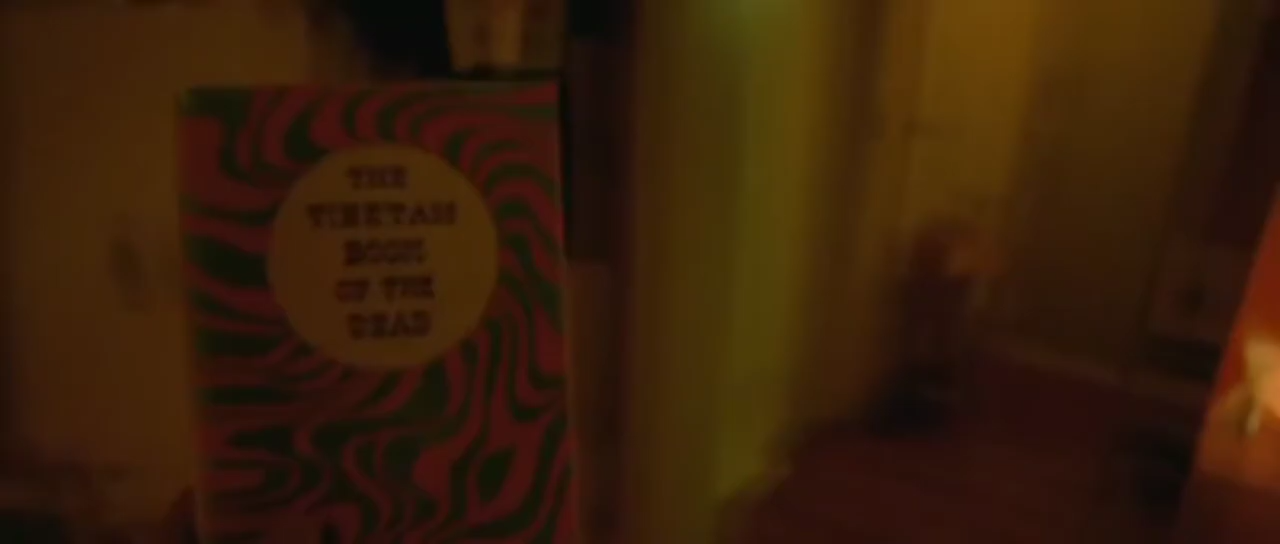 THE
TIBETAN
BOOK
OF THE
DEAD